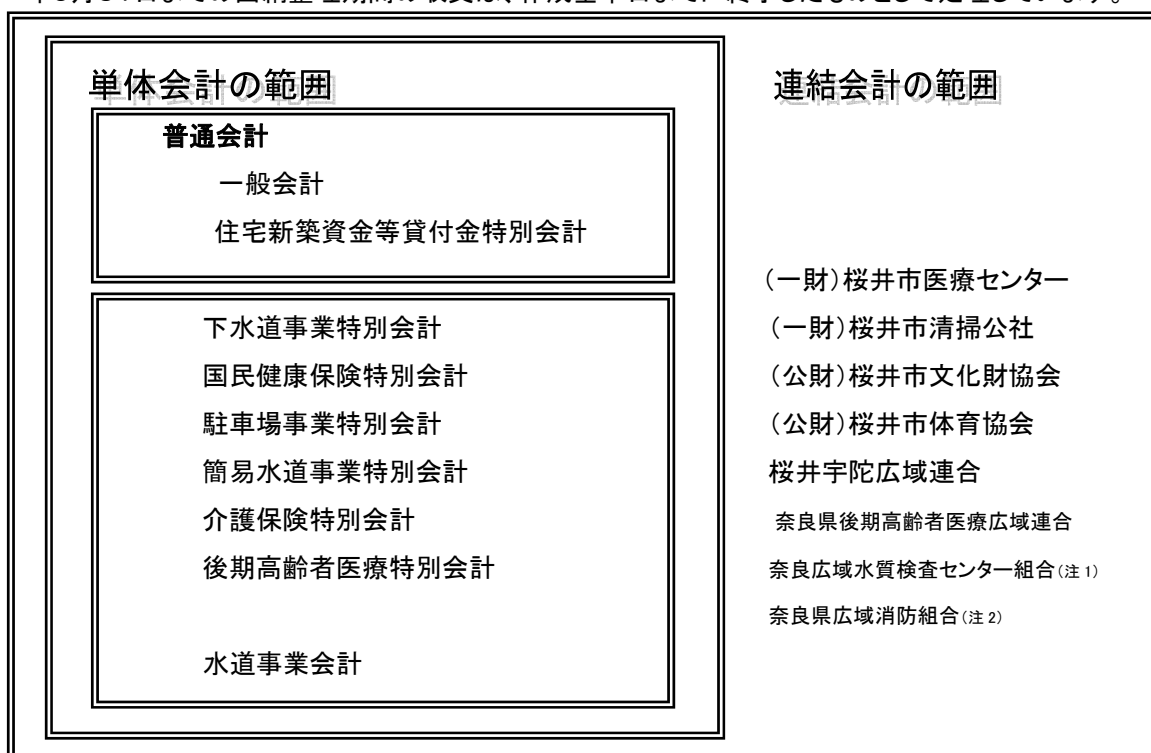 単体会計の範囲
普通会計
一般会計
住宅新築資金等貸付金特別会計
下水道事業特別会計
国民健康保険特別会計
駐車場事業特別会計
簡易水道事業特別会計
介護保険特別会計
後期高齢者医療特別会計
水道事業会計
連結会計の範囲
(一財)桜井市医療センター
(一財)桜井市清掃公社
(公財)桜井市文化財協会
(公財)桜井市体育協会
桜井宇陀広域連合
奈良県後期高齢者医療広域連合
奈良広域水質検査センター組合(注1)
奈良県広域消防組合(注2)